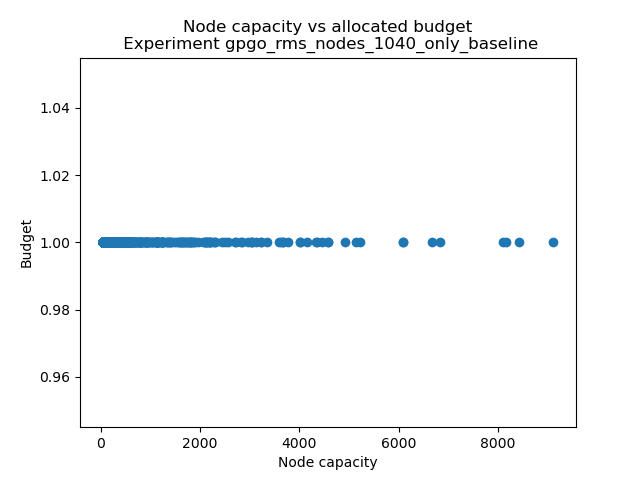 Node capacity vs allocated budget
Experiment gpgo_rms_nodes_1040_only_baseline
1.04
1.02
1.00
0.98
0.96
Budget
0
2000
4000
6000
8000
Node capacity